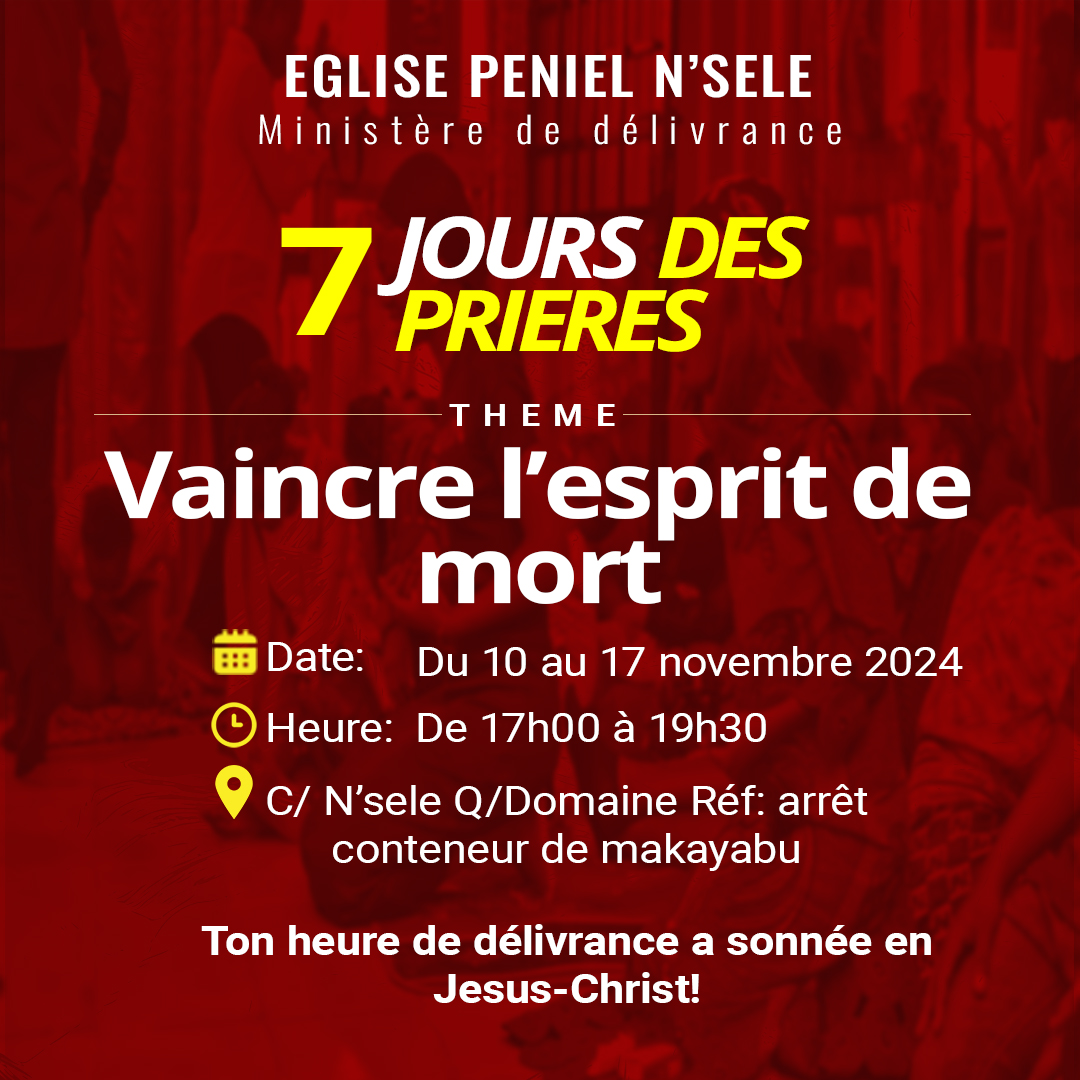 EGLISE PENIEL N’SELE
Ministère de délivrance
7 JOURS DES
PRIERES
THEME
Vaincre l’esprit de
mort
Date: Du 10 au 17 novembre 2024
Heure: De 17h00 à 19h30
C/ N’sele Q/Domaine Réf: arrêt
conteneur de makayabu
Ton heure de délivrance a sonnée en
Jesus-Christ!